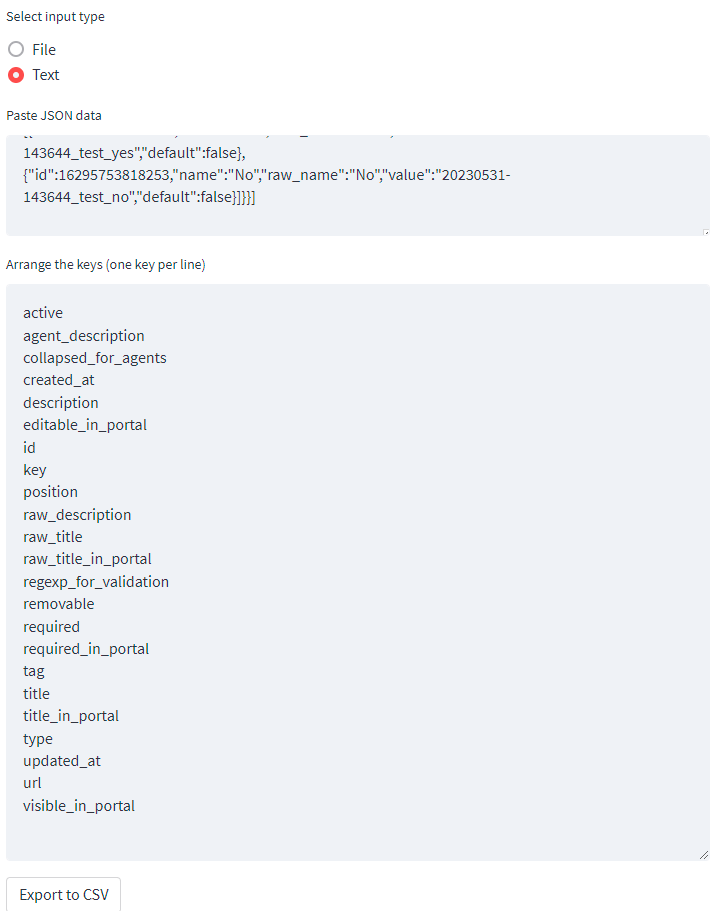 Select input type
File
Text
Paste JSON data
143644_test_yes","default":false},
{"id":16295753818253,"name":"No","raw_name":"No","value":"20230531-
143644_test_no","default":false}]}}]
Arrange the keys (one key per line)
active
agent_description
collapsed_for_agents
created_at
description
editable_in_portal
id
key
position
raw_description
raw_title
raw_title_in_portal
regexp_for_validation
removable
required
required_in_portal
tag
title
title_in_portal
type
updated_at
url
visible_in_portal
Export to CSV